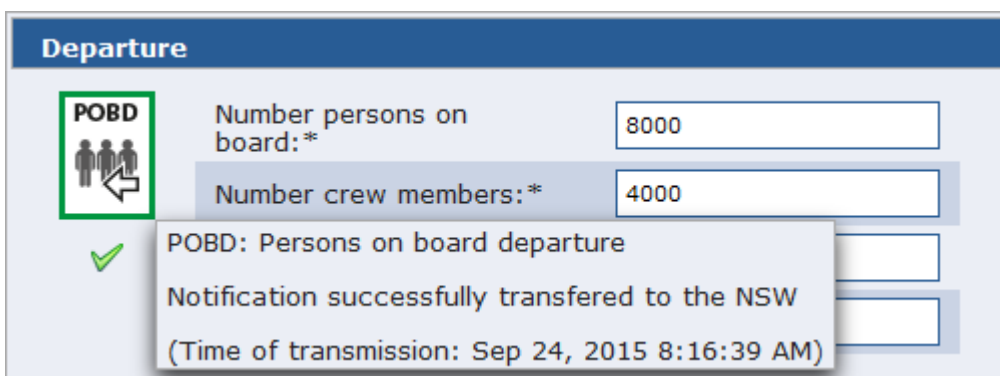 Departure
POBD
Number persons on
board:*
8000
Number crew members:*
4000
POBD: Persons on board departure
Notification successfully transfered to the NSW
(Time of transmission: Sep 24, 2015 8:16:39 AM)